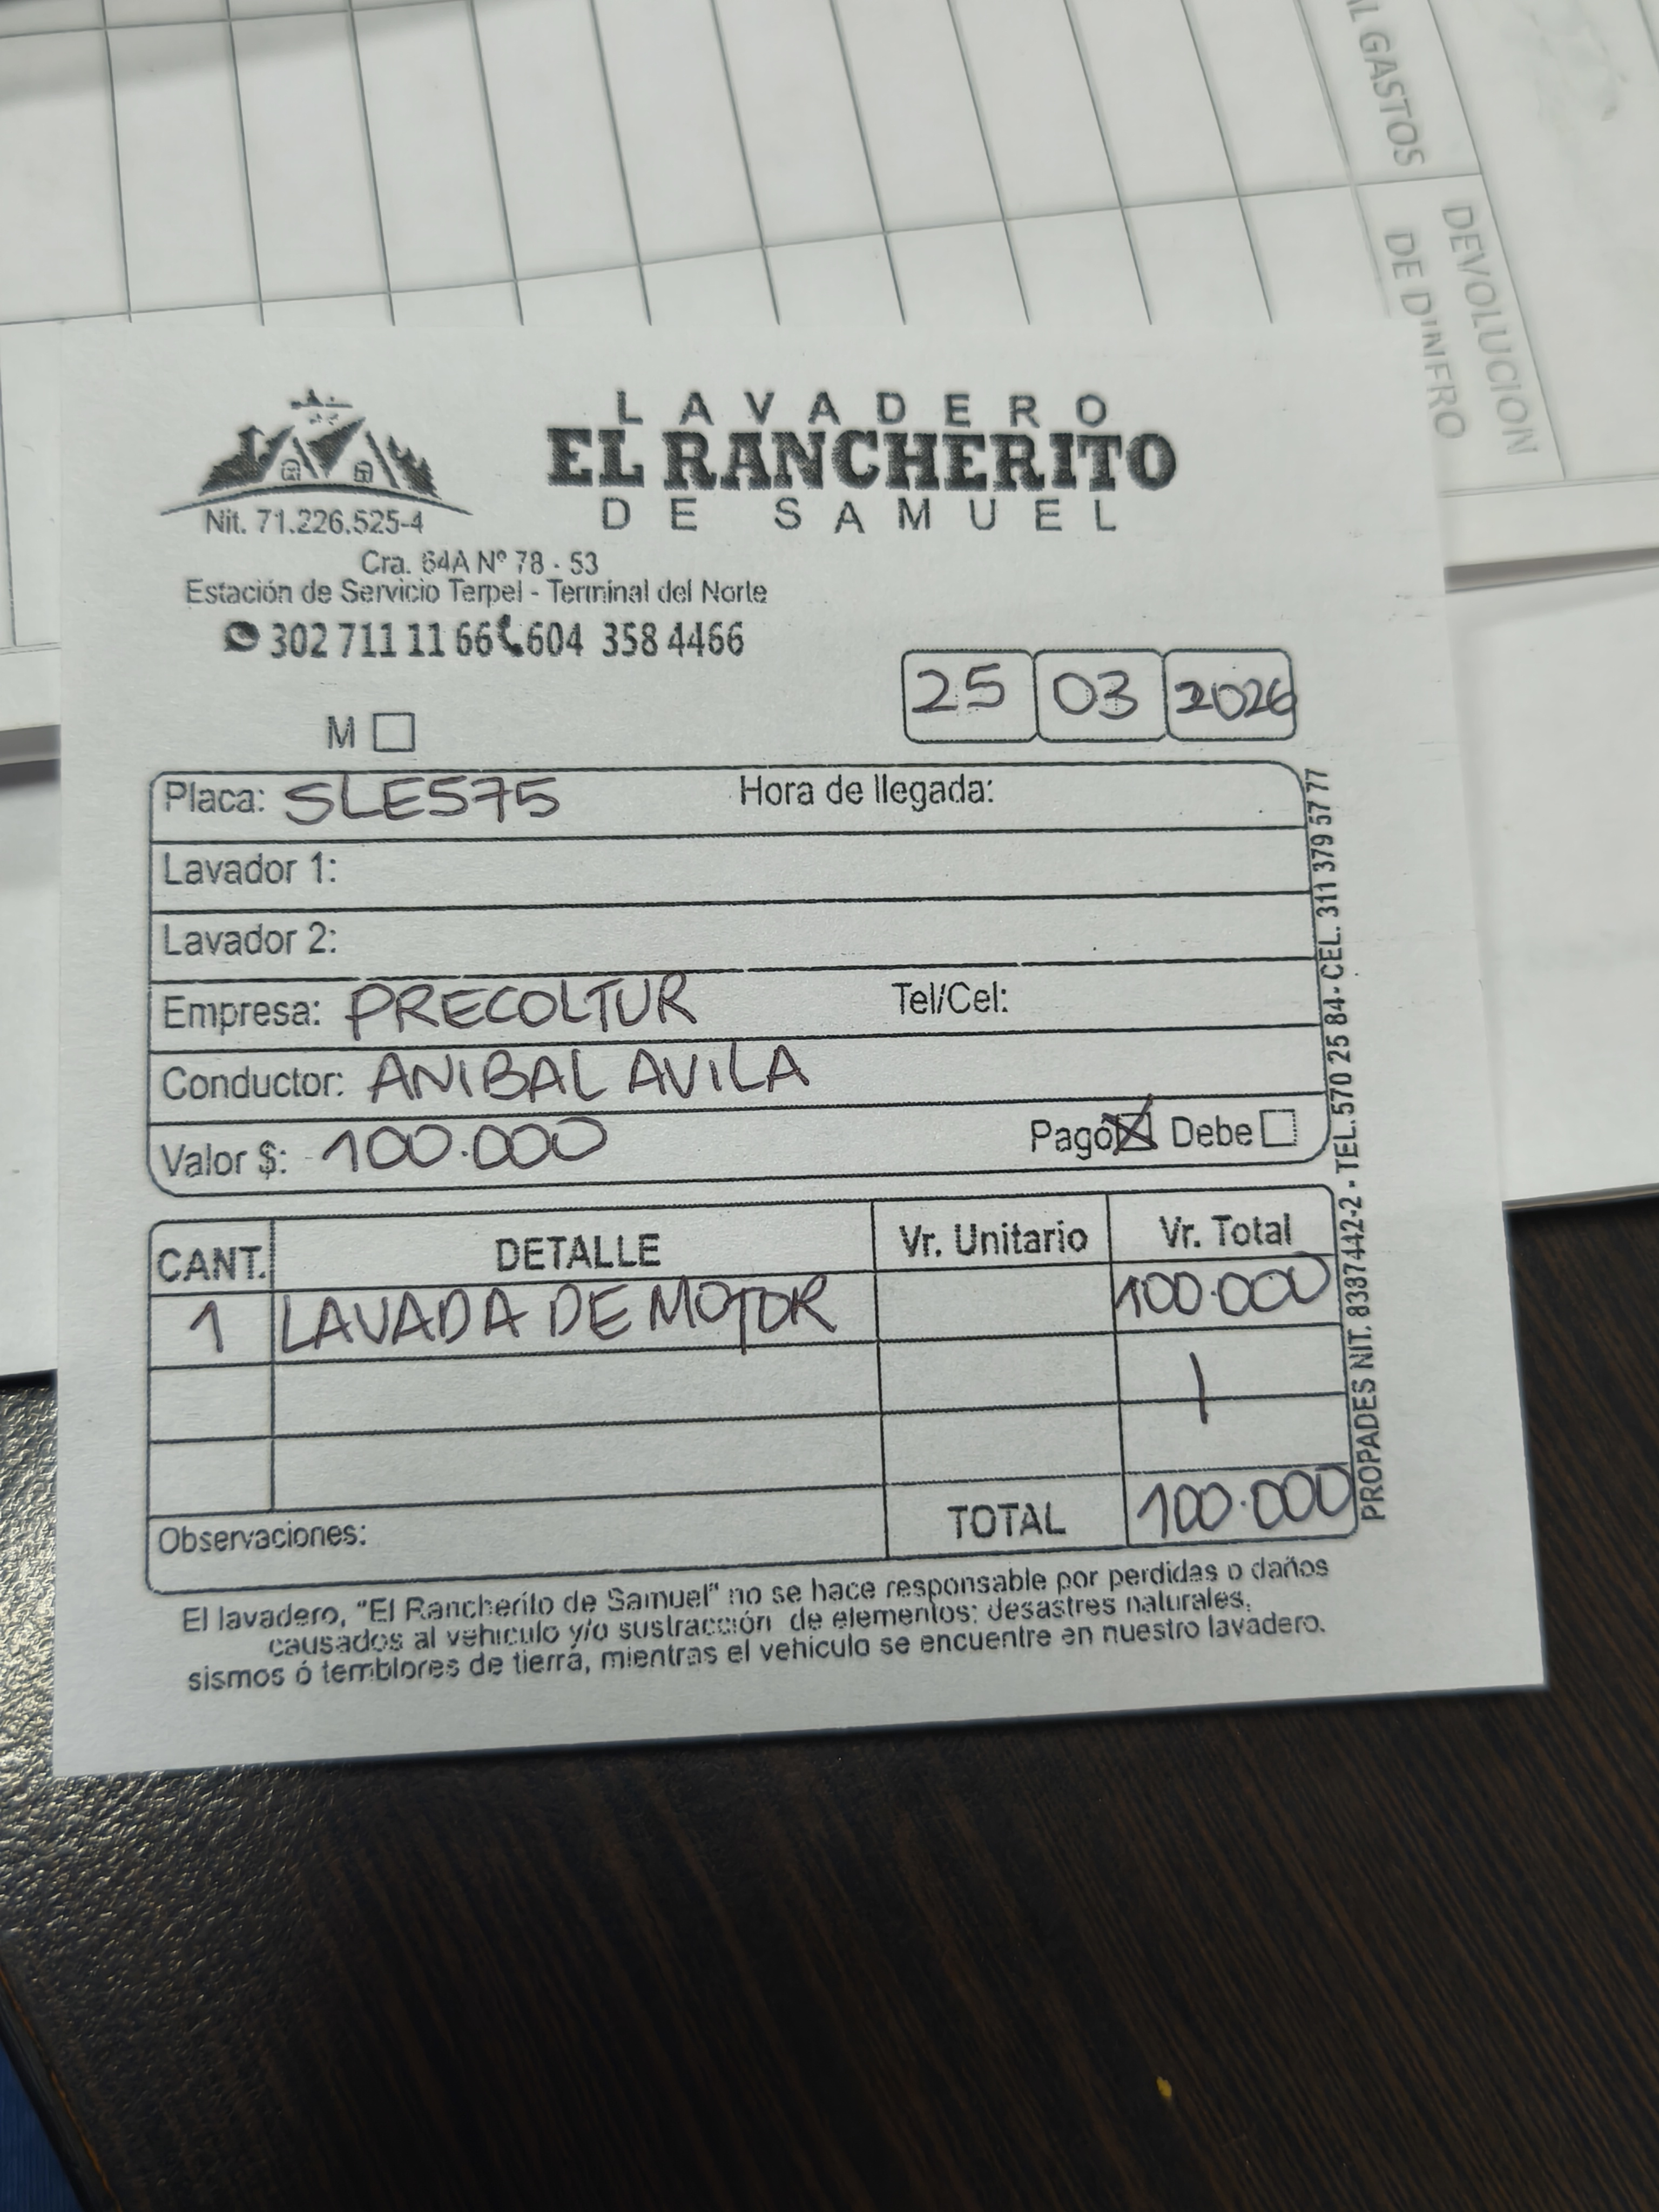 AL GASTOS
DEVOLUCION
DE DINERO
LAVADERO
EL RANCHERITO
DE SAMUEL
Nit. 71.226.525-4
Cra. 64A Nº 78 - 53
Estación de Servicio Terpel - Terminal del Norte
302 711 11 66 604 358 4466
25 03 2026
M
Placa: SLE575 Hora de llegada:
Lavador 1:
Lavador 2:
Empresa: PRECOLTUR Tel/Cel:
Conductor: ANIBAL AVILA
Valor $: 100.000 Pagó Debe
CANT. DETALLE Vr. Unitario Vr. Total
1 LAVADA DE MOTOR 100.000
Observaciones: TOTAL 100.000
El lavadero, "El Rancherito de Samuel" no se hace responsable por perdidas o daños
causados al vehiculo y/o sustracción de elementos: desastres naturales,
sismos ó temblores de tierra, mientras el vehiculo se encuentre en nuestro lavadero.
PROPADES NIT. 8387442-2 - TEL. 570 25 84 - CEL. 311 379 57 77